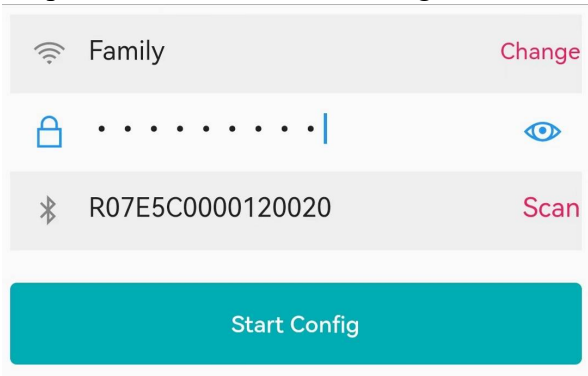 Family Change
• • • • • • • • •
R07E5C0000120020 Scan
Start Config